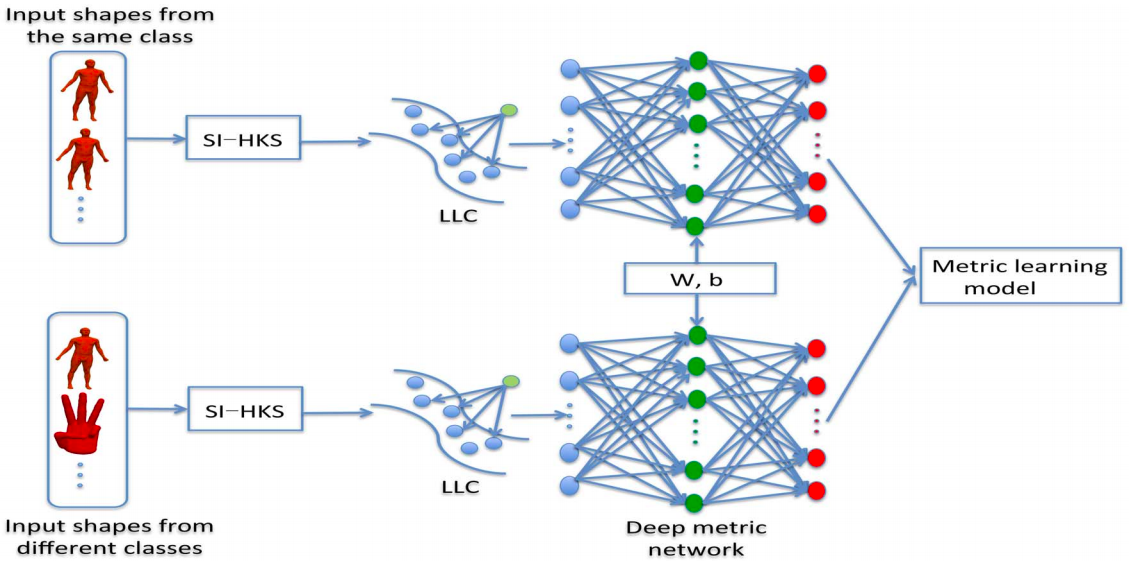 Input shapes from
the same class
SI-HKS
LLC
W, b
Metric learning
model
SI-HKS
LLC
Input shapes from
different classes
Deep metric
network